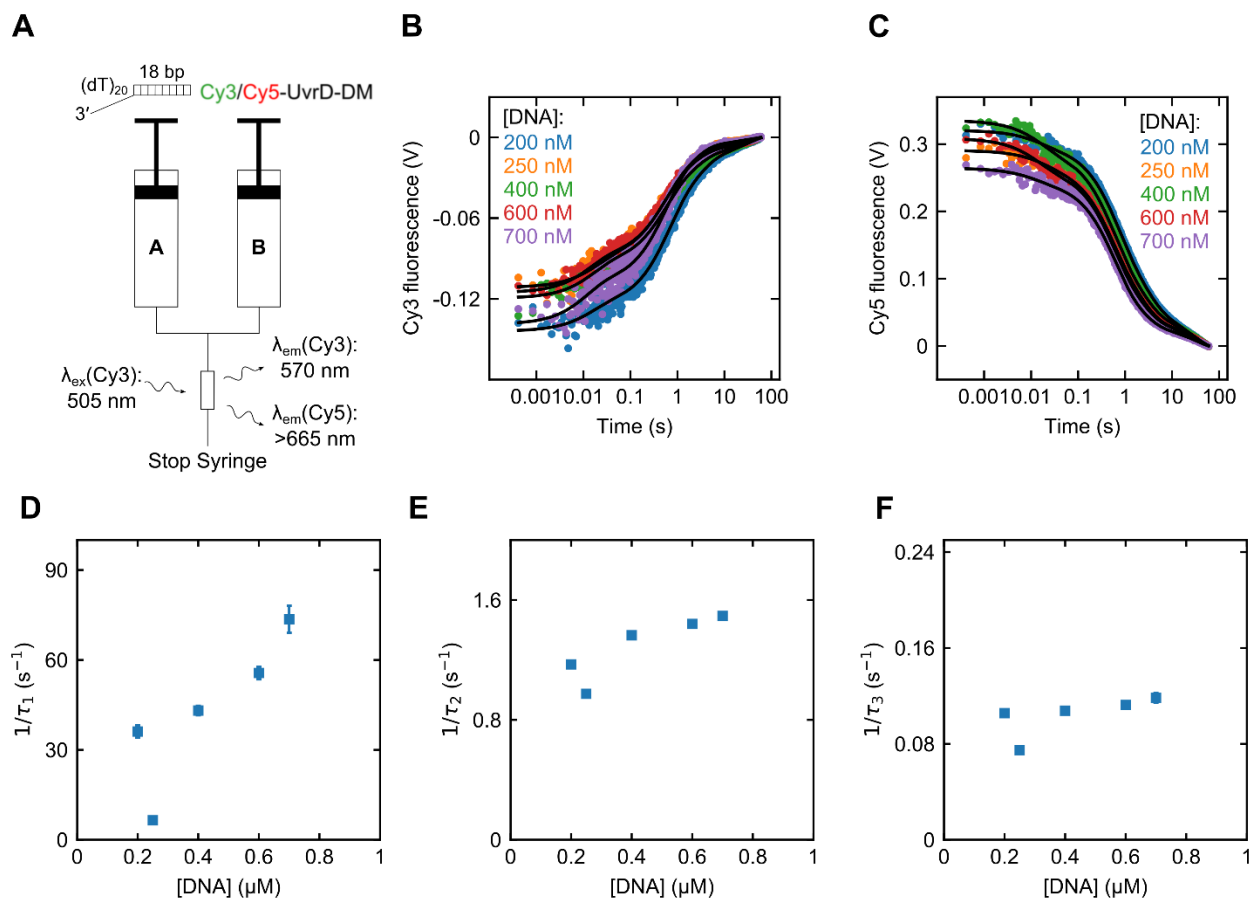 A
(dT)20
18 bp
3′
Cy3/Cy5-UvrD-DM
A
B
λex(Cy3):
505 nm
λem(Cy3):
570 nm
λem(Cy5):
>665 nm
Stop Syringe
B
Cy3 fluorescence (V)
0
-0.06
-0.12
[DNA]:
200 nM
250 nM
400 nM
600 nM
700 nM
0.001 0.01 0.1 1 10 100
Time (s)
C
Cy5 fluorescence (V)
0.3
0.2
0.1
0
[DNA]:
200 nM
250 nM
400 nM
600 nM
700 nM
0.001 0.01 0.1 1 10 100
Time (s)
D
1/τ1 (s−1)
90
60
30
0
0 0.2 0.4 0.6 0.8 1
[DNA] (µM)
E
1/τ2 (s−1)
1.6
0.8
0
0 0.2 0.4 0.6 0.8 1
[DNA] (µM)
F
1/τ3 (s−1)
0.24
0.16
0.08
0
0 0.2 0.4 0.6 0.8 1
[DNA] (µM)